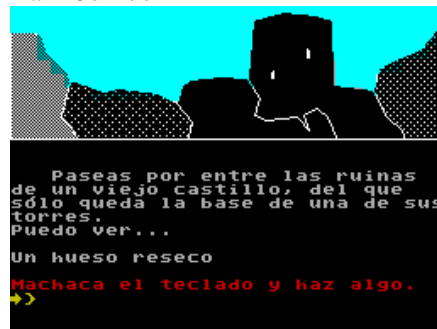 Paseas por entre las ruinas
de un viejo castillo, del que
sólo queda la base de una de sus
torres.
Puedo ver...
Un hueso reseco
Machaca el teclado y haz algo.